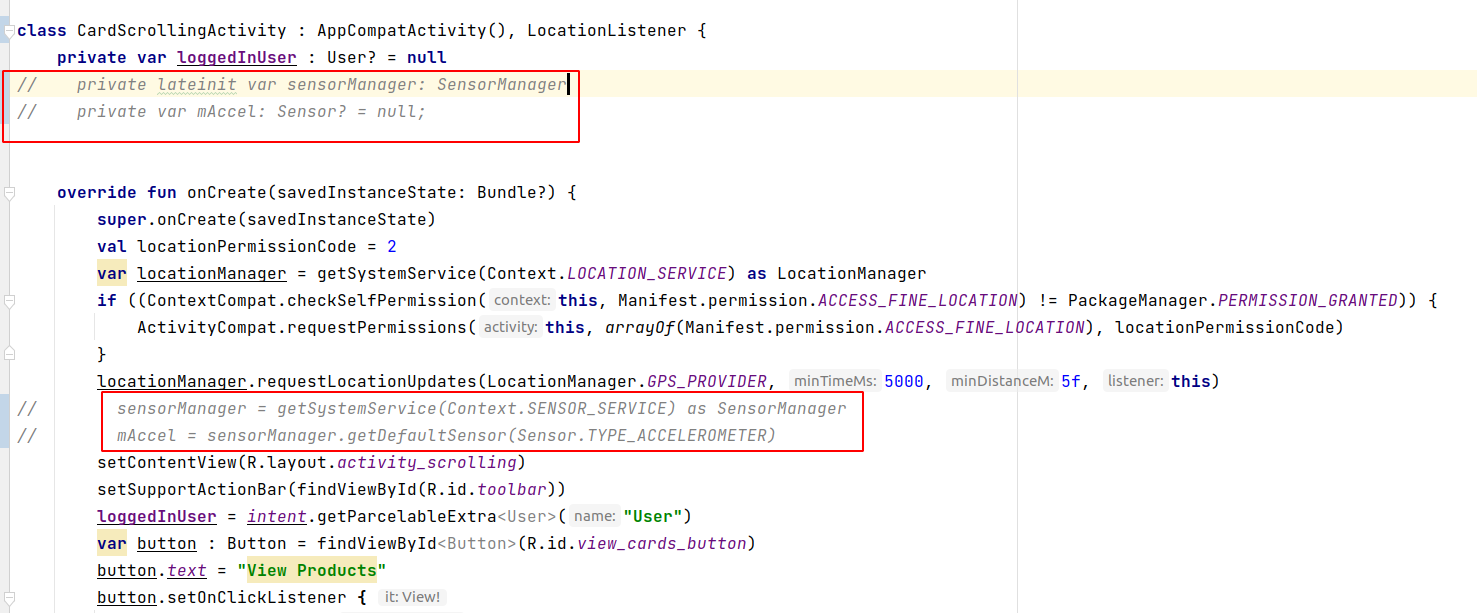 class CardScrollingActivity : AppCompatActivity(), LocationListener {
    private var loggedInUser : User? = null
//    private lateinit var sensorManager: SensorManager
//    private var mAccel: Sensor? = null;
    override fun onCreate(savedInstanceState: Bundle?) {
        super.onCreate(savedInstanceState)
        val locationPermissionCode = 2
        var locationManager = getSystemService(Context.LOCATION_SERVICE) as LocationManager
        if ((ContextCompat.checkSelfPermission( context: this, Manifest.permission.ACCESS_FINE_LOCATION) != PackageManager.PERMISSION_GRANTED)) {
            ActivityCompat.requestPermissions( activity: this, arrayOf(Manifest.permission.ACCESS_FINE_LOCATION), locationPermissionCode)
        }
        locationManager.requestLocationUpdates(LocationManager.GPS_PROVIDER, minTimeMs: 5000, minDistanceM: 5f, listener: this)
//        sensorManager = getSystemService(Context.SENSOR_SERVICE) as SensorManager
//        mAccel = sensorManager.getDefaultSensor(Sensor.TYPE_ACCELEROMETER)
        setContentView(R.layout.activity_scrolling)
        setSupportActionBar(findViewById(R.id.toolbar))
        loggedInUser = intent.getParcelableExtra<User>( name: "User")
        var button : Button = findViewById<Button>(R.id.view_cards_button)
        button.text = "View Products"
        button.setOnClickListener { it: View!